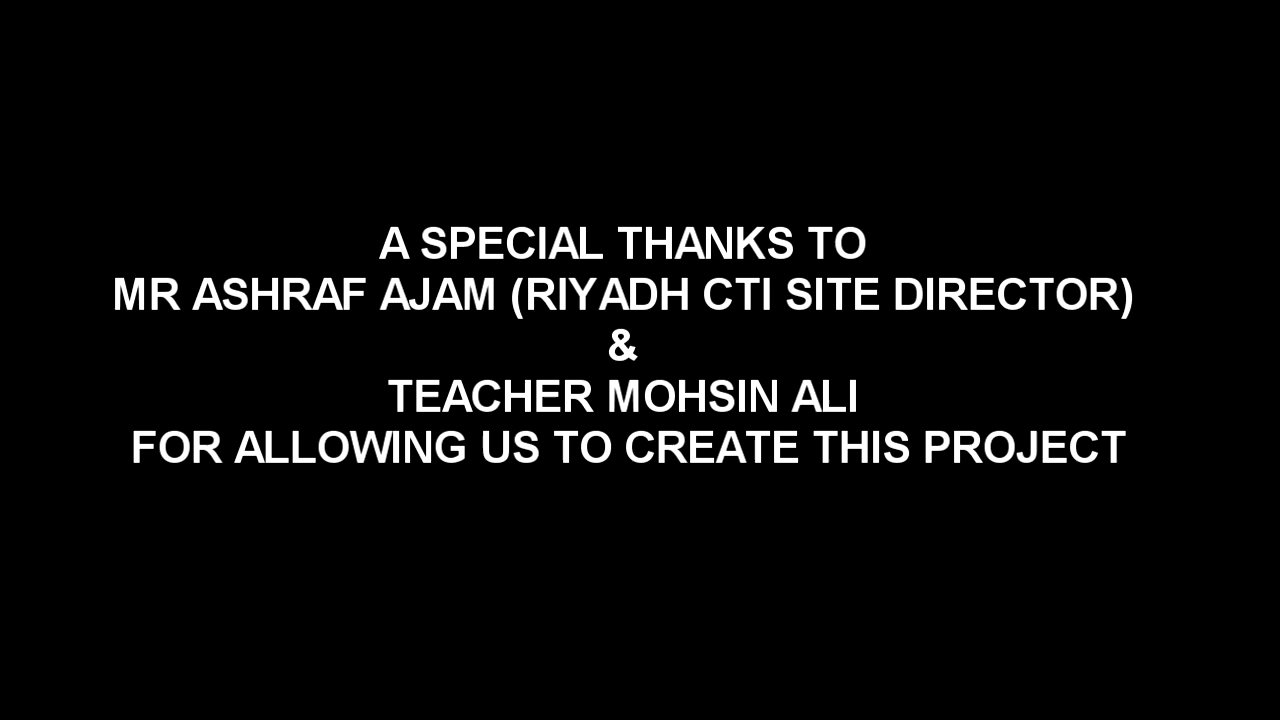 A SPECIAL THANKS TO
MR ASHRAF AJAM (RIYADH CTI SITE DIRECTOR)
&
TEACHER MOHSIN ALI
FOR ALLOWING US TO CREATE THIS PROJECT